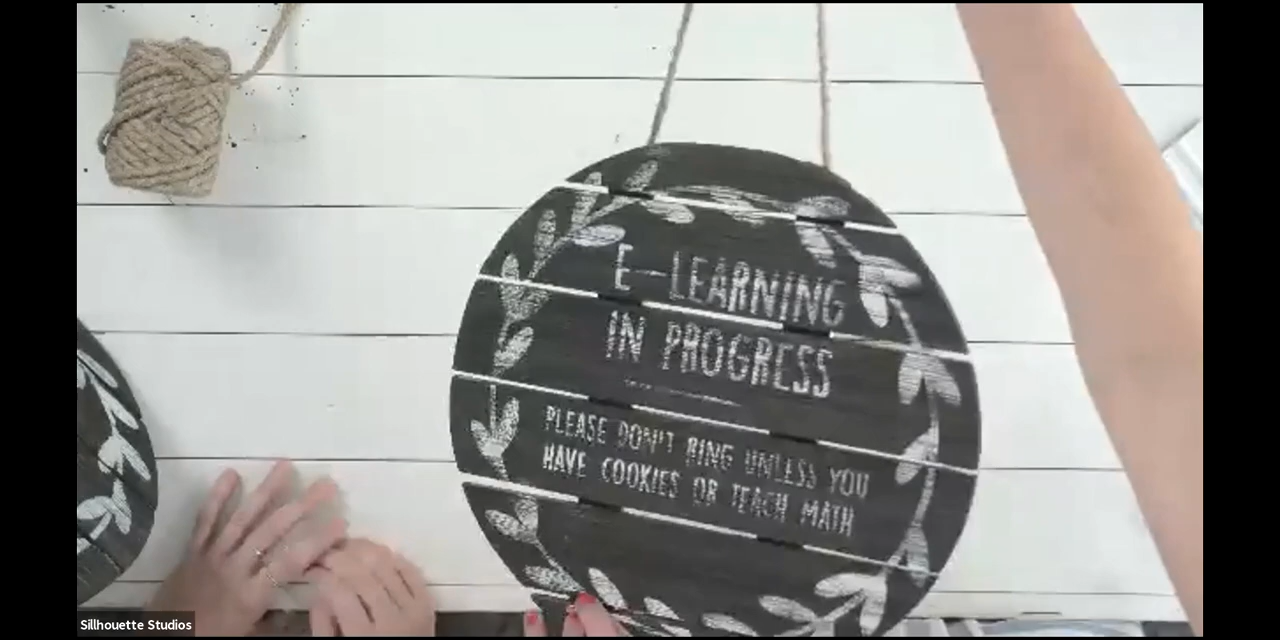 E-LEARNING
IN PROGRESS
PLEASE DON'T RING UNLESS YOU
HAVE COOKIES OR TEACH MATH
Sillhouette Studios